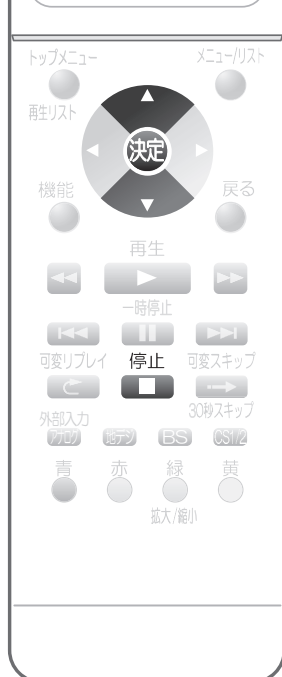 トップメニュー メニュー/リスト
再生リスト
決定
機能 戻る
再生
一時停止
可変リプレイ 停止 可変スキップ
30秒スキップ
外部入力
アナログ 地デジ BS CS1/2
青 赤 緑 黄
拡大/縮小